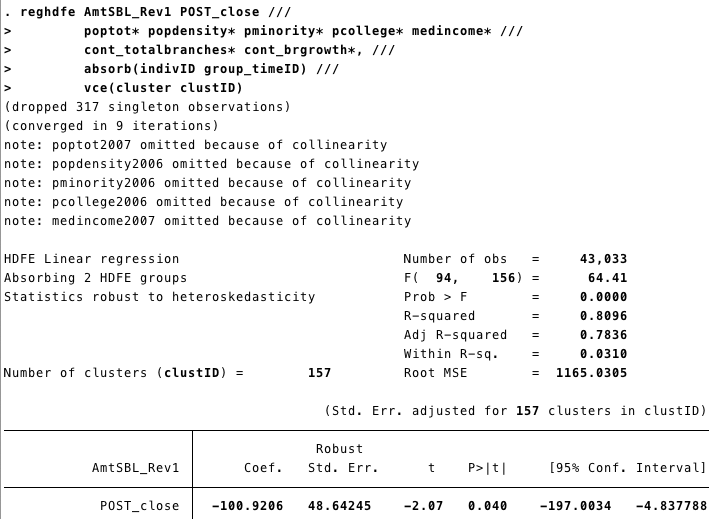 . reghdfe AmtSBL_Rev1 POST_close ///
> poptot* popdensity* pminority* pcollege* medincome* ///
> cont_totalbranches* cont_brgrowth*, ///
> absorb(indivID group_timeID) ///
> vce(cluster clustID)
(dropped 317 singleton observations)
(converged in 9 iterations)
note: poptot2007 omitted because of collinearity
note: popdensity2006 omitted because of collinearity
note: pminority2006 omitted because of collinearity
note: pcollege2006 omitted because of collinearity
note: medincome2007 omitted because of collinearity
HDFE Linear regression Number of obs = 43,033
Absorbing 2 HDFE groups F( 94, 156) = 64.41
Statistics robust to heteroskedasticity Prob > F = 0.0000
R-squared = 0.8096
Adj R-squared = 0.7836
Within R-sq. = 0.0310
Number of clusters (clustID) = 157 Root MSE = 1165.0305
(Std. Err. adjusted for 157 clusters in clustID)
Robust
AmtSBL_Rev1 Coef. Std. Err. t P>|t| [95% Conf. Interval]
POST_close -100.9206 48.64245 -2.07 0.040 -197.0034 -4.837788